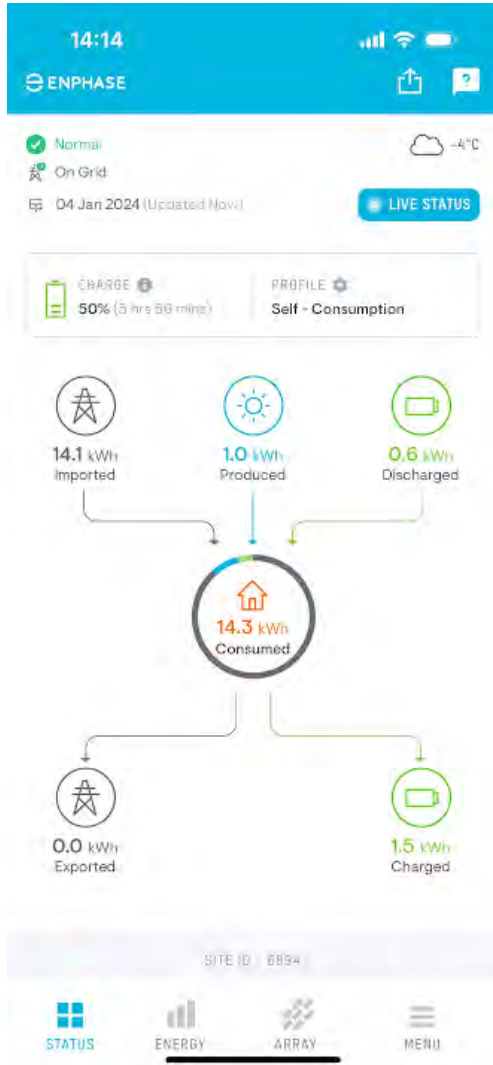 14:14
ENPHASE
?
Normal
-4°C
On Grid
04 Jan 2024 (Updated Now)
LIVE STATUS
CHARGE
PROFILE
50% (5 hrs 56 mins)
Self - Consumption
14.1 kWh
Imported
1.0 kWh
Produced
0.6 kWh
Discharged
14.3 kWh
Consumed
0.0 kWh
Exported
1.5 kWh
Charged
SITE ID : 6894
STATUS
ENERGY
ARRAY
MENU